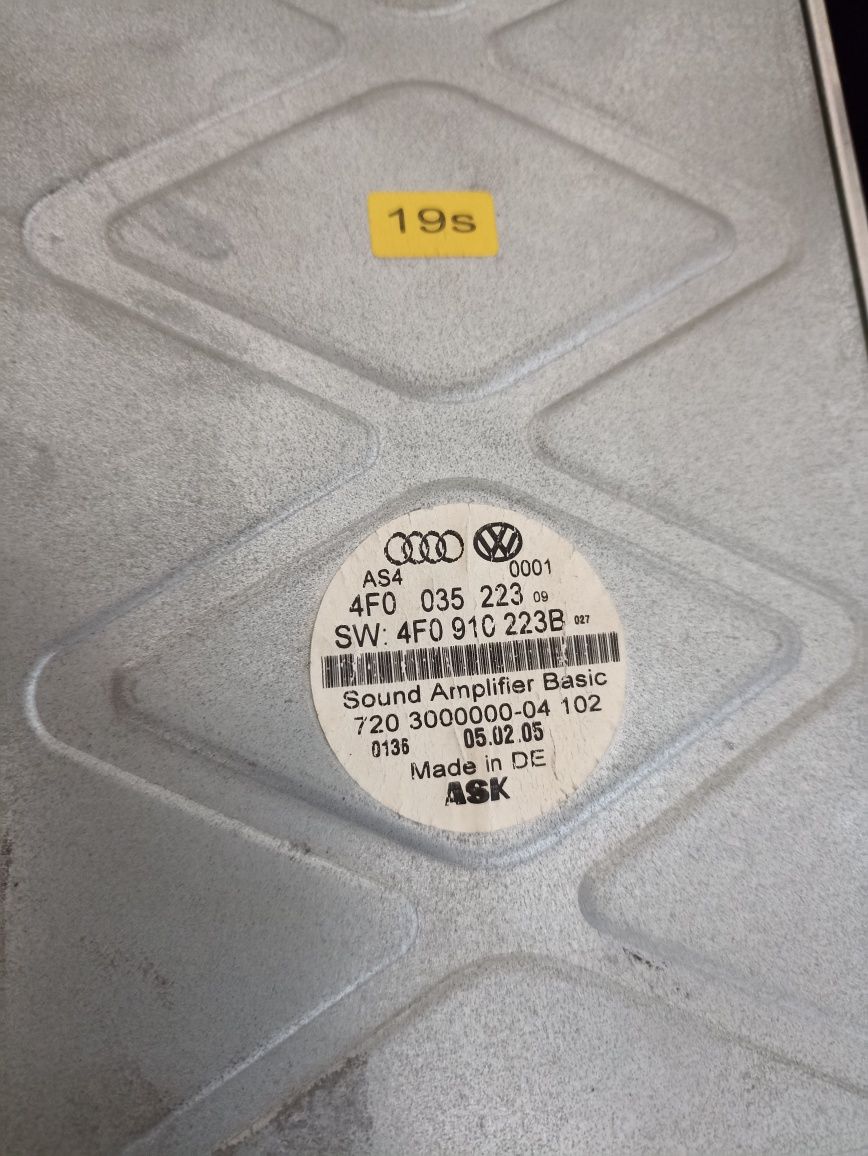 19s
AS4 0001
4F0 035 223 09
SW: 4F0 910 223B 027
Sound Amplifier Basic
720 3000000-04 102
0136 05.02.05
Made in DE
ASK